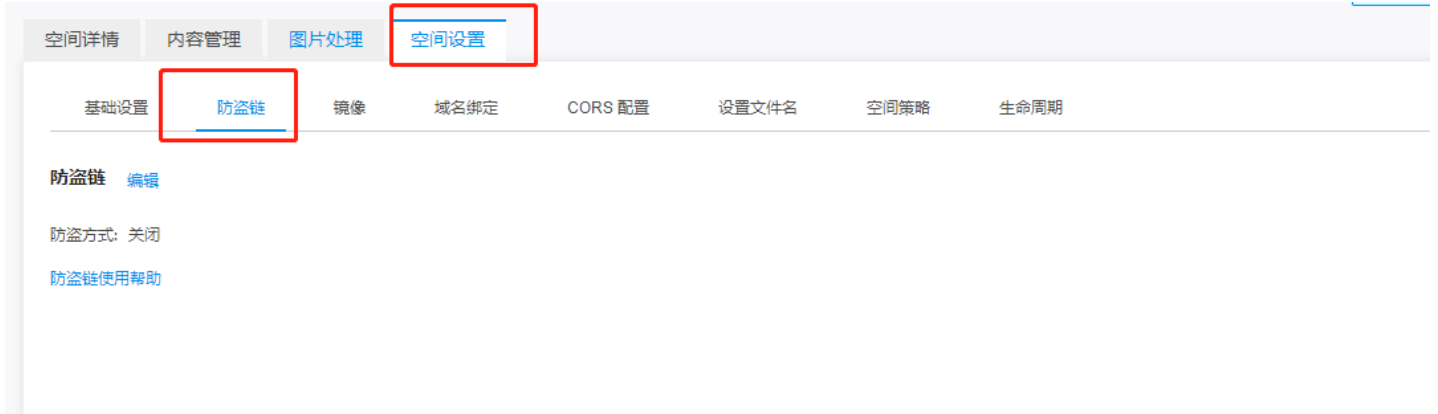 空间详情 内容管理 图片处理 空间设置
基础设置 防盗链 镜像 域名绑定 CORS 配置 设置文件名 空间策略 生命周期
防盗链 编辑
防盗方式: 关闭
防盗链使用帮助